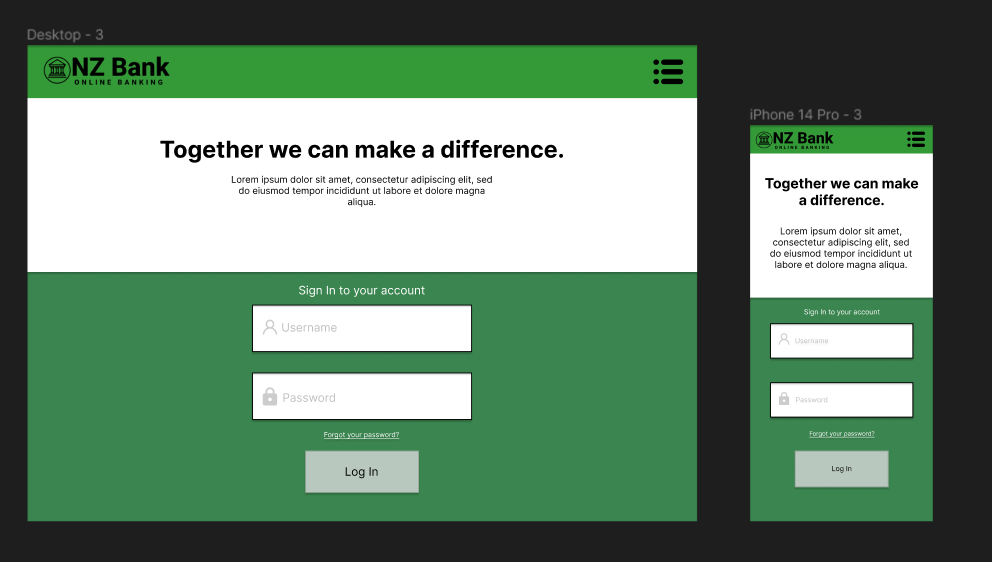 Desktop - 3
NZ Bank
ONLINE BANKING
Together we can make a difference.
Lorem ipsum dolor sit amet, consectetur adipiscing elit, sed
do eiusmod tempor incididunt ut labore et dolore magna
aliqua.
Sign In to your account
Username
Password
Forgot your password?
Log In
iPhone 14 Pro - 3
NZ Bank
ONLINE BANKING
Together we can make
a difference.
Lorem ipsum dolor sit amet,
consectetur adipiscing elit, sed
do eiusmod tempor incididunt ut
labore et dolore magna aliqua.
Sign In to your account
Username
Password
Forgot your password?
Log In